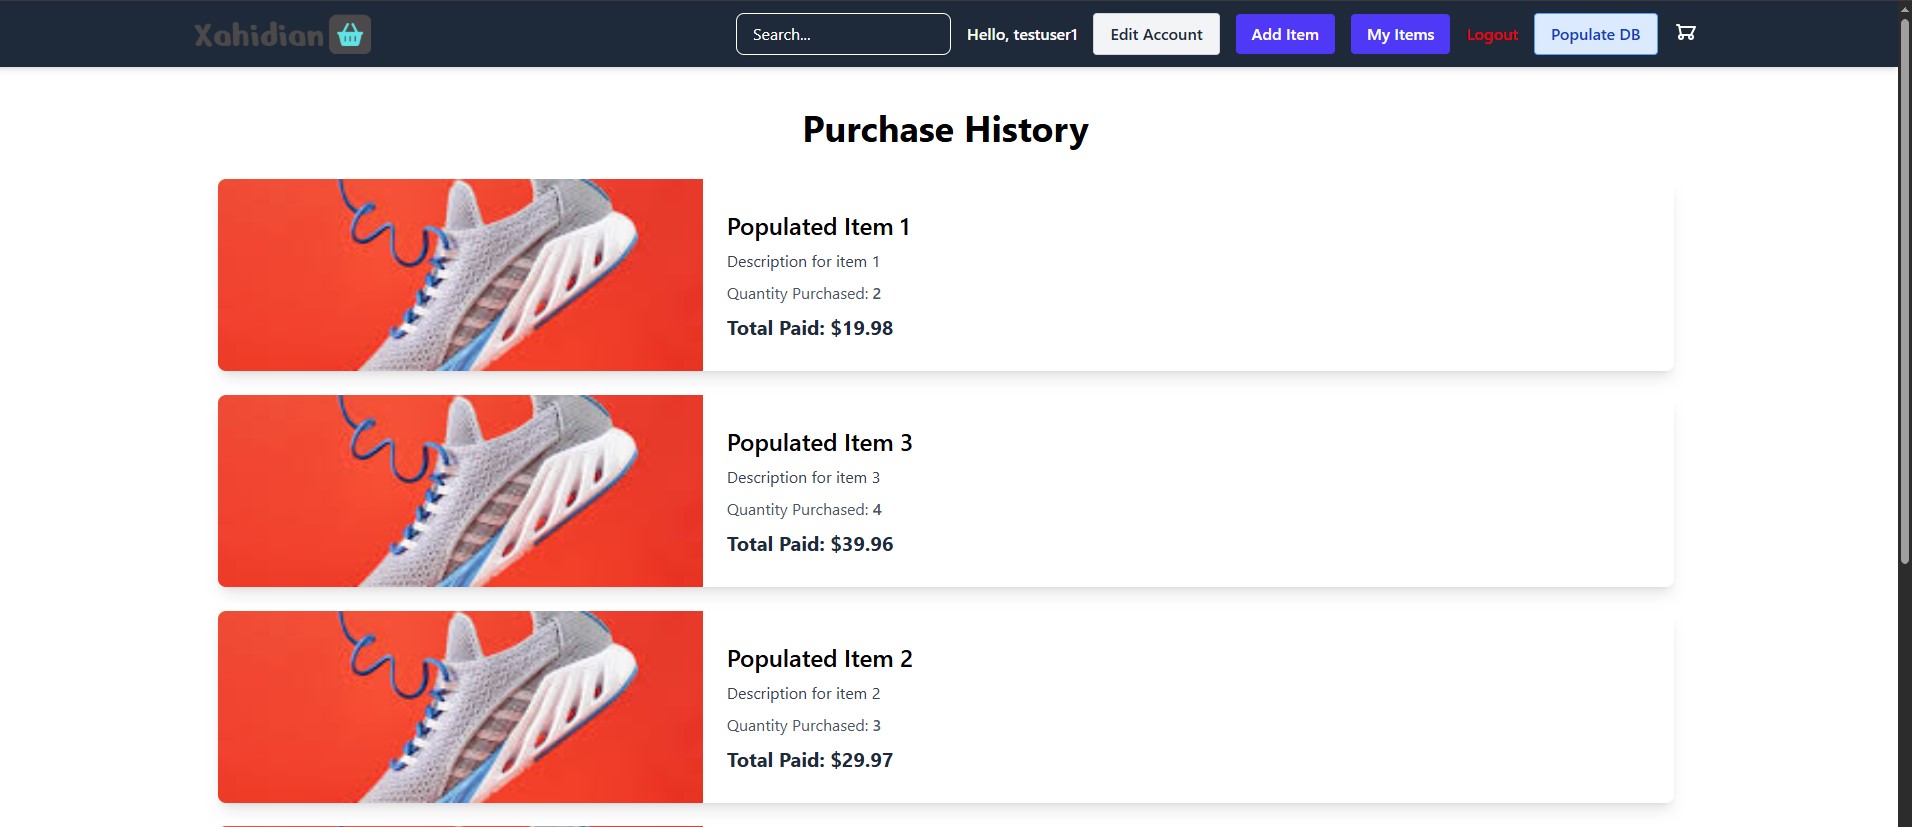 Xahidian
Search...
Hello, testuser1
Edit Account
Add Item
My Items
Logout
Populate DB
Purchase History
Populated Item 1
Description for item 1
Quantity Purchased: 2
Total Paid: $19.98
Populated Item 3
Description for item 3
Quantity Purchased: 4
Total Paid: $39.96
Populated Item 2
Description for item 2
Quantity Purchased: 3
Total Paid: $29.97